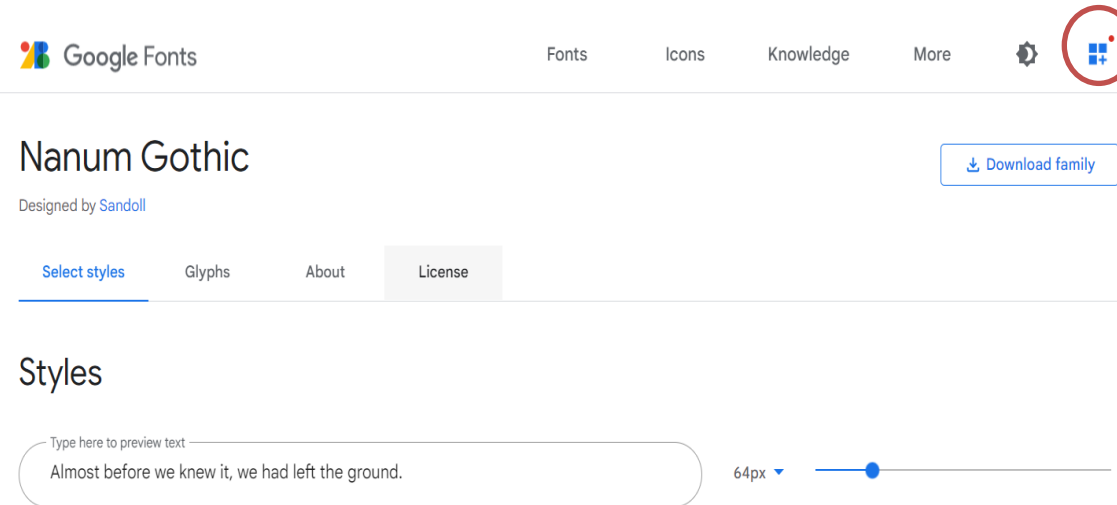 Google Fonts
Fonts Icons Knowledge More
Nanum Gothic
Download family
Designed by Sandoll
Select styles Glyphs About License
Styles
Type here to preview text
Almost before we knew it, we had left the ground.
64px